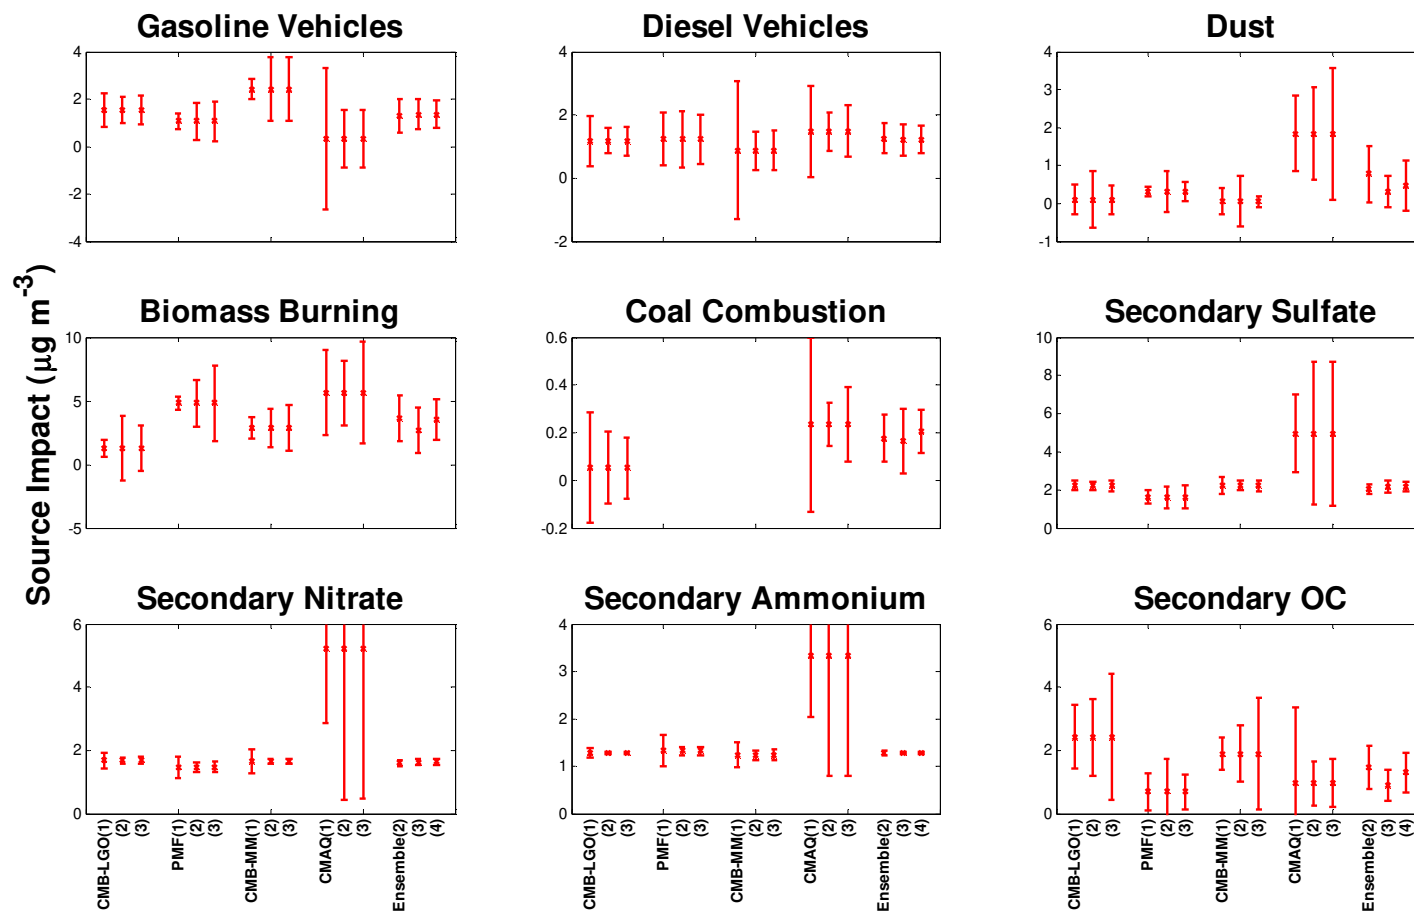 Gasoline Vehicles
4
2
0
-2
-4
Diesel Vehicles
4
2
0
-2
Dust
4
3
2
1
0
-1
Source Impact (μg m-3)
Biomass Burning
10
5
0
-5
Coal Combustion
0.6
0.4
0.2
0
-0.2
Secondary Sulfate
10
8
6
4
2
0
Secondary Nitrate
6
4
2
0
CMB-LGO(1)
(2)
(3)
PMF(1)
(2)
(3)
CMB-MM(1)
(2)
(3)
CMAQ(1)
(2)
(3)
Ensemble(2)
(3)
(4)
Secondary Ammonium
4
3
2
1
0
CMB-LGO(1)
(2)
(3)
PMF(1)
(2)
(3)
CMB-MM(1)
(2)
(3)
CMAQ(1)
(2)
(3)
Ensemble(2)
(3)
(4)
Secondary OC
6
4
2
0
CMB-LGO(1)
(2)
(3)
PMF(1)
(2)
(3)
CMB-MM(1)
(2)
(3)
CMAQ(1)
(2)
(3)
Ensemble(2)
(3)
(4)